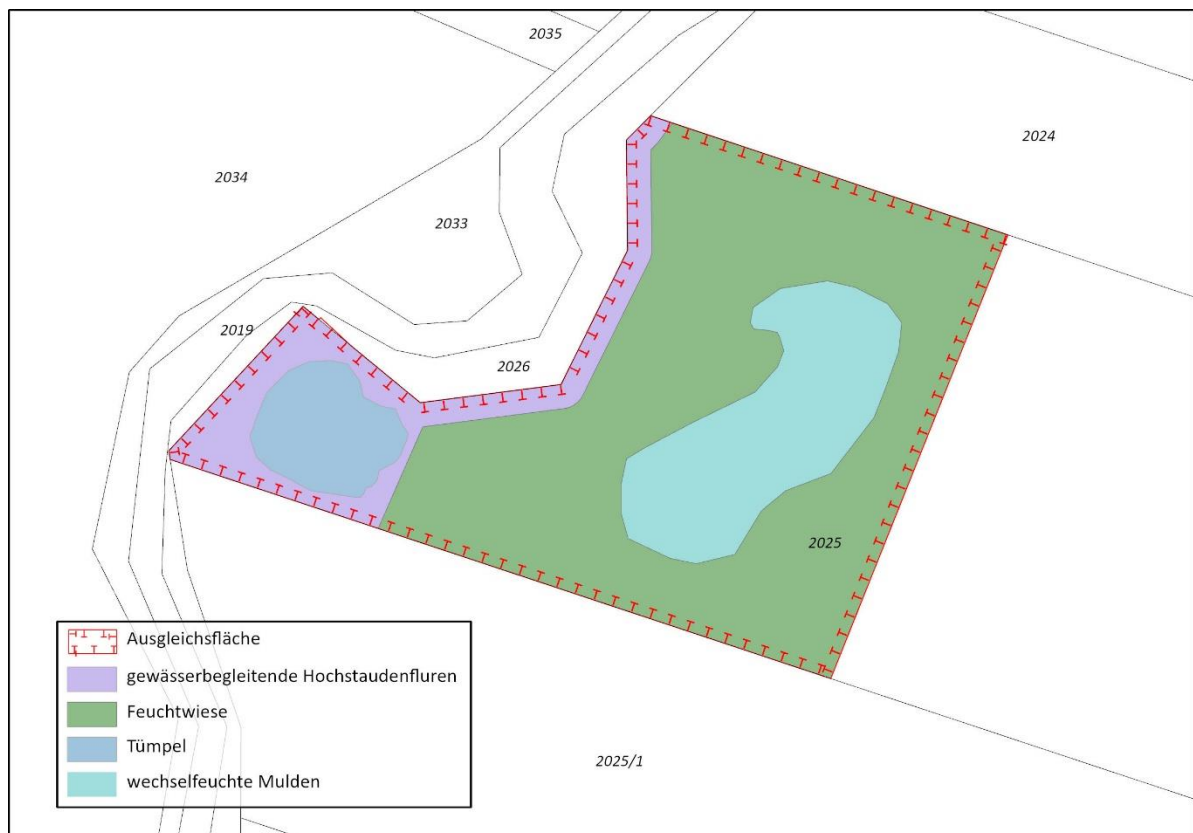 2035
2024
2034
2033
2019
2026
2025
Ausgleichsfläche
gewässerbegleitende Hochstaudenfluren
Feuchtwiese
Tümpel
wechselfeuchte Mulden
2025/1